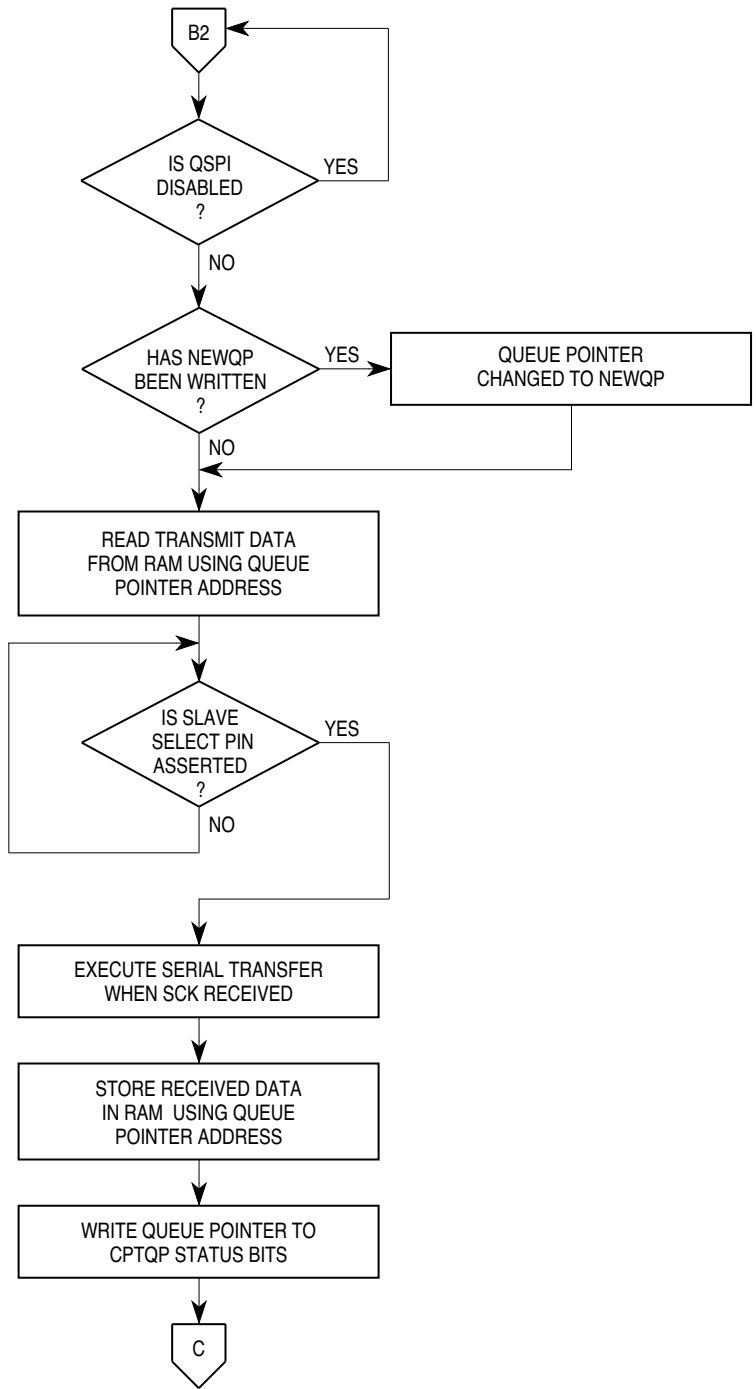 B2
IS QSPI
DISABLED
?
YES
NO
HAS NEWQP
BEEN WRITTEN
?
YES
QUEUE POINTER
CHANGED TO NEWQP
NO
READ TRANSMIT DATA
FROM RAM USING QUEUE
POINTER ADDRESS
IS SLAVE
SELECT PIN
ASSERTED
?
YES
NO
EXECUTE SERIAL TRANSFER
WHEN SCK RECEIVED
STORE RECEIVED DATA
IN RAM USING QUEUE
POINTER ADDRESS
WRITE QUEUE POINTER TO
CPTQP STATUS BITS
C